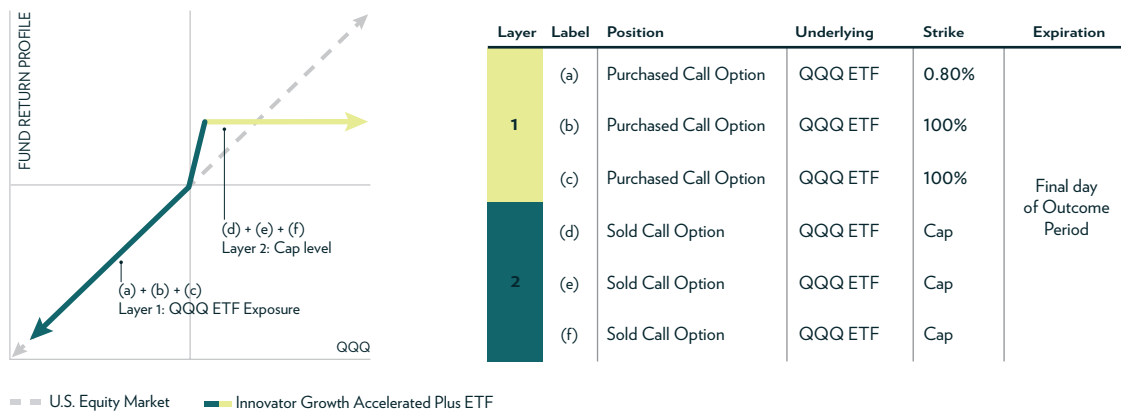 FUND RETURN PROFILE
(d) + (e) + (f)
Layer 2: Cap level
(a) + (b) + (c)
Layer 1: QQQ ETF Exposure
QQQ
U.S. Equity Market
Innovator Growth Accelerated Plus ETF
Layer Label Position Underlying Strike Expiration
1
(a) Purchased Call Option QQQ ETF 0.80%
(b) Purchased Call Option QQQ ETF 100%
(c) Purchased Call Option QQQ ETF 100%
2
(d) Sold Call Option QQQ ETF Cap
(e) Sold Call Option QQQ ETF Cap
(f) Sold Call Option QQQ ETF Cap
Final day
of Outcome
Period